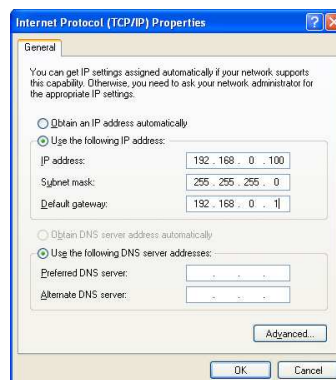 Internet Protocol (TCP/IP) Properties
General
You can get IP settings assigned automatically if your network supports
this capability. Otherwise, you need to ask your network administrator for
the appropriate IP settings.
Obtain an IP address automatically
Use the following IP address:
IP address: 192 . 168 . 0 . 100
Subnet mask: 255 . 255 . 255 . 0
Default gateway: 192 . 168 . 0 . 1
Obtain DNS server address automatically
Use the following DNS server addresses:
Preferred DNS server: . . .
Alternate DNS server: . . .
Advanced...
OK Cancel